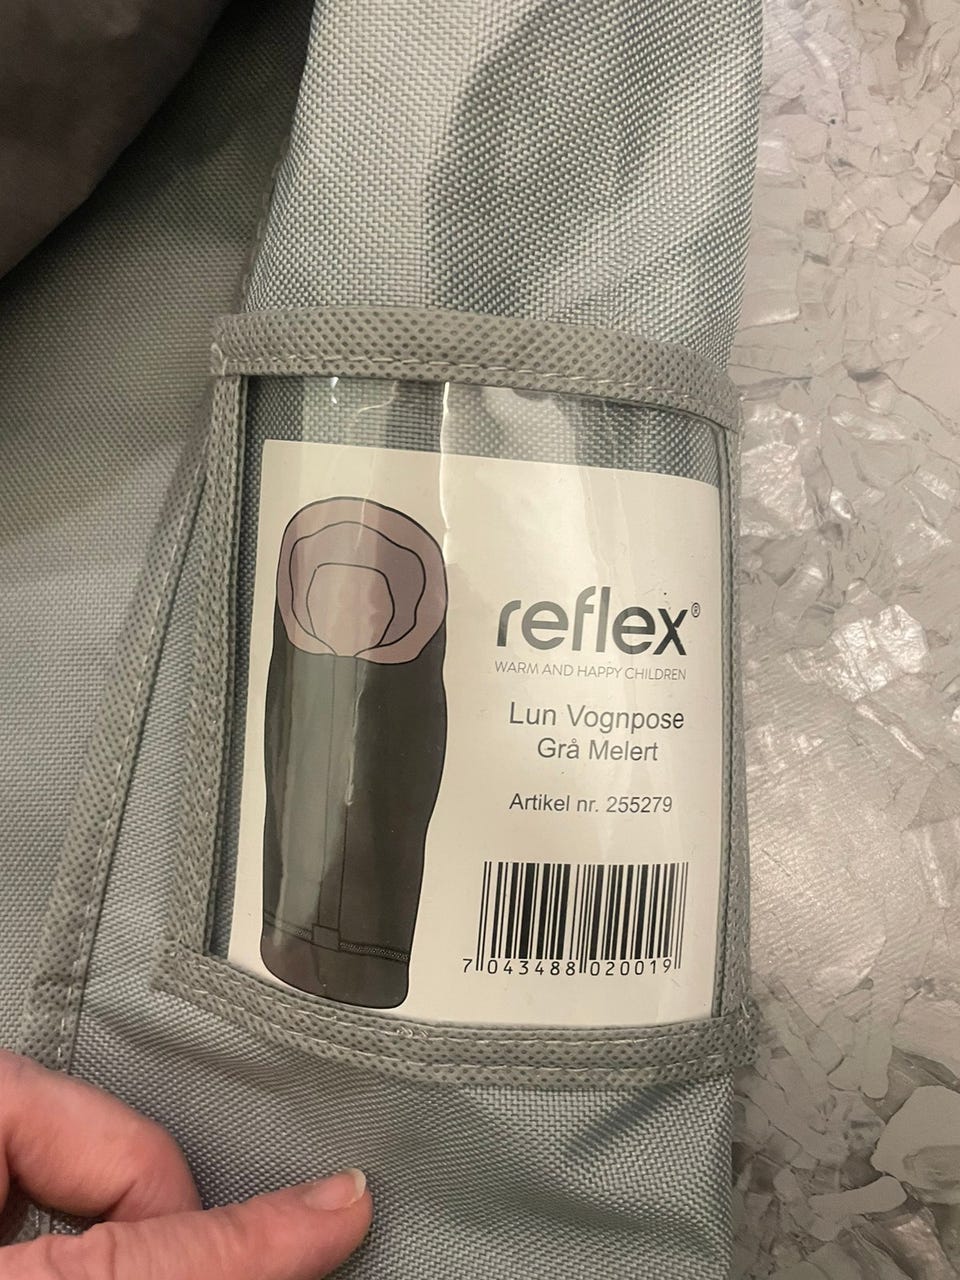 reflex®
WARM AND HAPPY CHILDREN
Lun Vognpose
Grå Melert
Artikel nr. 255279
7 043488 020019